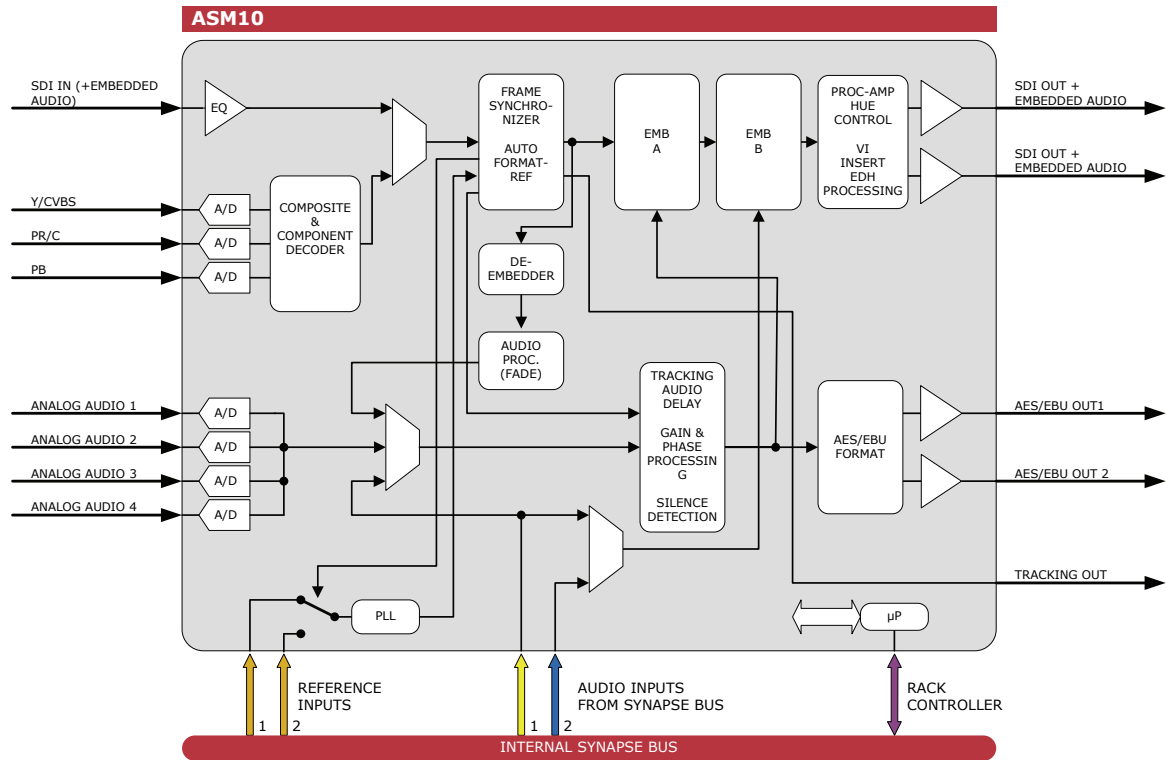 ASM10
SDI IN (+EMBEDDED
AUDIO)
EQ
FRAME
SYNCHRO-
NIZER
AUTO
FORMAT-
REF
EMB
A
EMB
B
PROC-AMP
HUE
CONTROL
VI
INSERT
EDH
PROCESSING
SDI OUT +
EMBEDDED AUDIO
SDI OUT +
EMBEDDED AUDIO
Y/CVBS
A/D
PR/C
A/D
PB
A/D
COMPOSITE
&
COMPONENT
DECODER
DE-
EMBEDDER
AUDIO
PROC.
(FADE)
ANALOG AUDIO 1
A/D
ANALOG AUDIO 2
A/D
ANALOG AUDIO 3
A/D
ANALOG AUDIO 4
A/D
TRACKING
AUDIO
DELAY
GAIN &
PHASE
PROCESSIN
G
SILENCE
DETECTION
AES/EBU
FORMAT
AES/EBU OUT1
AES/EBU OUT 2
TRACKING OUT
PLL
µP
REFERENCE
INPUTS
1
2
AUDIO INPUTS
FROM SYNAPSE BUS
1
2
RACK
CONTROLLER
INTERNAL SYNAPSE BUS